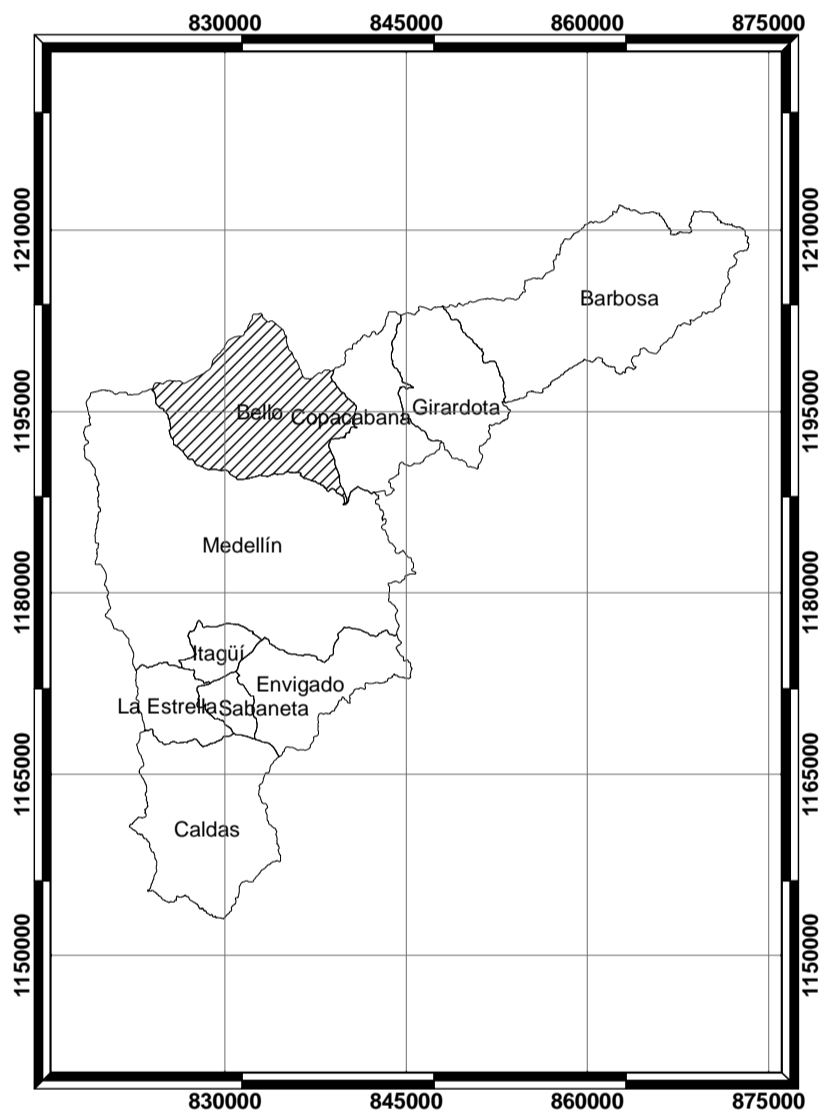 830000 845000 860000 875000
1210000 1210000
Barbosa
1195000 Bello Copacabana Girardota 1195000
Medellín
1180000 1180000
Itagüí
Envigado
La Estrella Sabaneta
1165000 1165000
Caldas
1150000 1150000
830000 845000 860000 875000